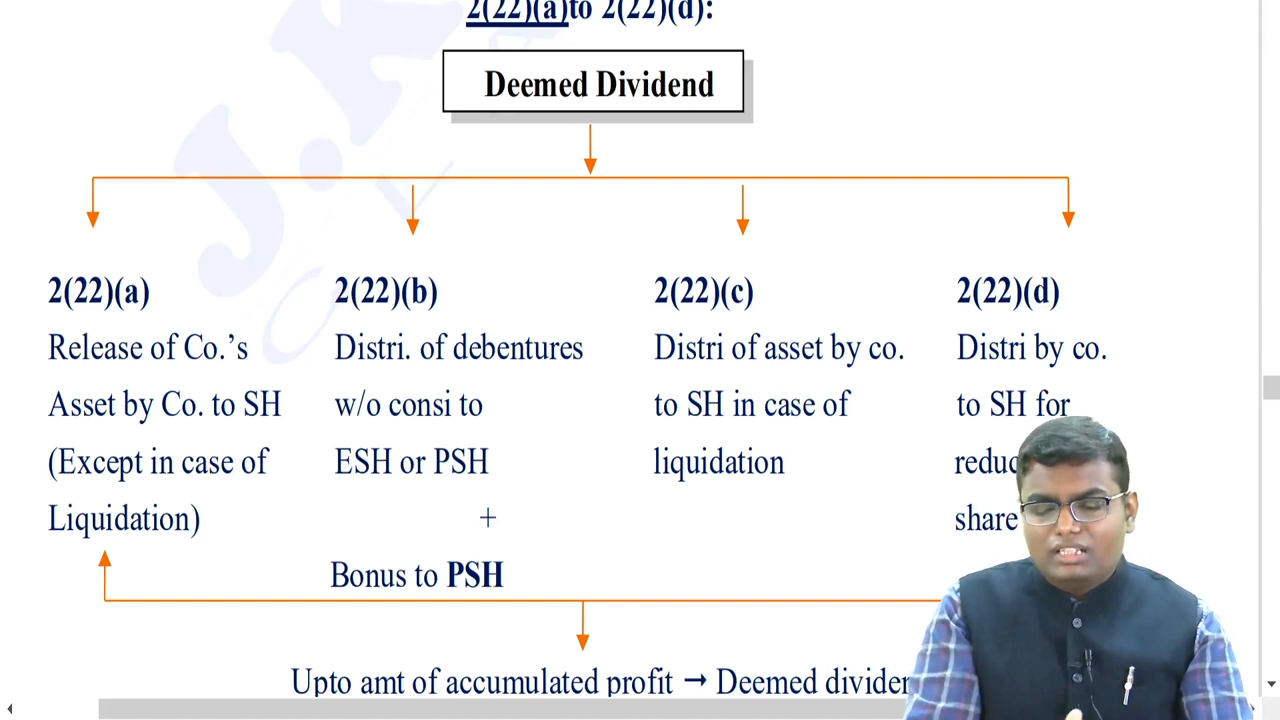 2(22)(a)to 2(22)(d):
Deemed Dividend
2(22)(a)
Release of Co.'s
Asset by Co. to SH
(Except in case of
Liquidation)
2(22)(b)
Distri. of debentures
w/o consi to
ESH or PSH
+
Bonus to PSH
2(22)(c)
Distri of asset by co.
to SH in case of
liquidation
2(22)(d)
Distri by co.
to SH for
share
Upto amt of accumulated profit → Deemed
J.K